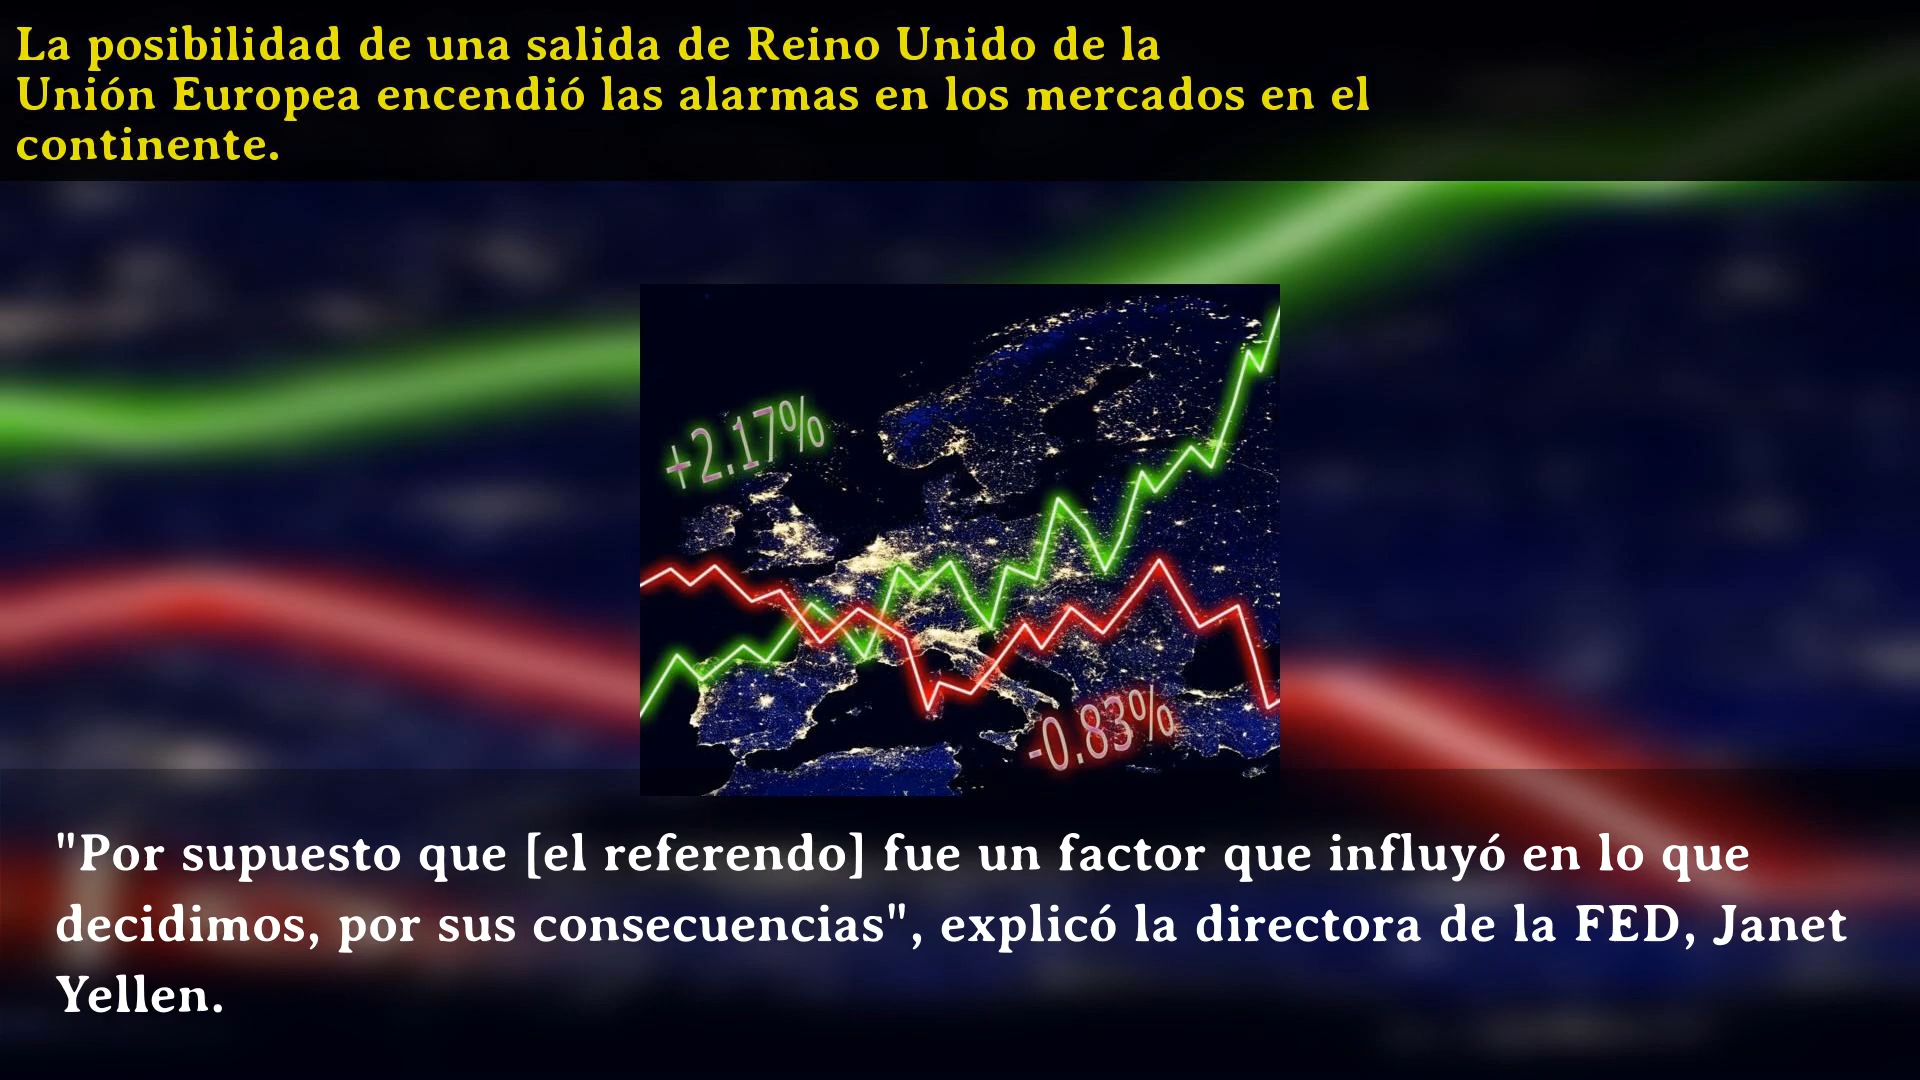 La posibilidad de una salida de Reino Unido de la
Unión Europea encendió las alarmas en los mercados en el
continente.
+2.17%
-0.83%
"Por supuesto que [el referendo] fue un factor que influyó en lo que
decidimos, por sus consecuencias", explicó la directora de la FED, Janet
Yellen.